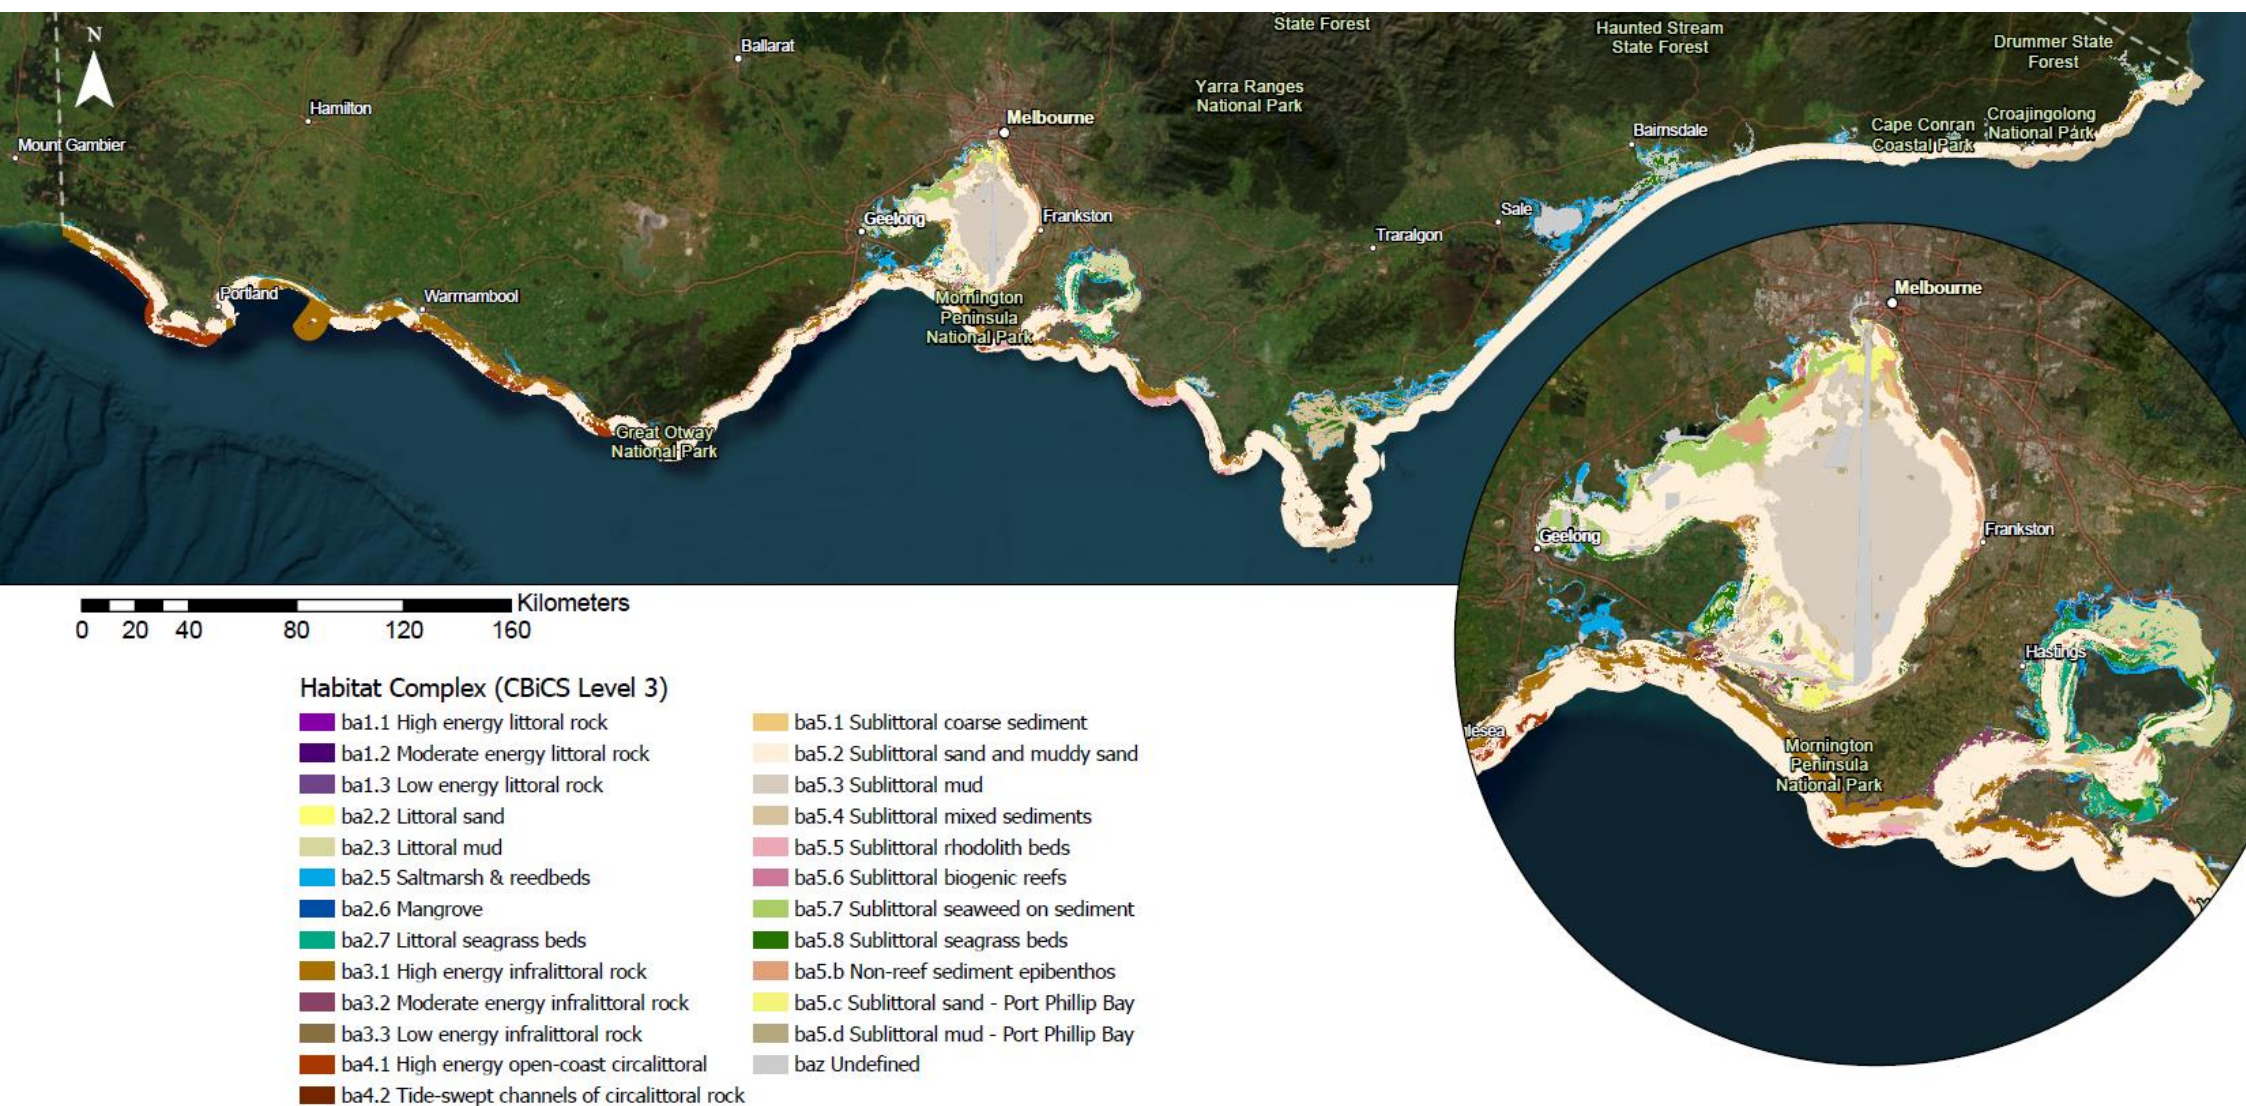 State Forest
Haunted Stream
State Forest
Drummer State
Forest
N
Ballarat
Yarra Ranges
National Park
Hamilton
Melbourne
Mount Gambier
Bairnsdale
Cape Conran
Coastal Park
Croajingolong
National Park
Geelong
Frankston
Sale
Traralgon
Portland
Warrnambool
Mornington
Peninsula
National Park
Great Otway
National Park
Melbourne
Geelong
Frankston
Hastings
lesea
Mornington
Peninsula
National Park
Kilometers
0 20 40 80 120 160
Habitat Complex (CBiCS Level 3)
ba1.1 High energy littoral rock
ba1.2 Moderate energy littoral rock
ba1.3 Low energy littoral rock
ba2.2 Littoral sand
ba2.3 Littoral mud
ba2.5 Saltmarsh & reedbeds
ba2.6 Mangrove
ba2.7 Littoral seagrass beds
ba3.1 High energy infralittoral rock
ba3.2 Moderate energy infralittoral rock
ba3.3 Low energy infralittoral rock
ba4.1 High energy open-coast circalittoral
ba4.2 Tide-swept channels of circalittoral rock
ba5.1 Sublittoral coarse sediment
ba5.2 Sublittoral sand and muddy sand
ba5.3 Sublittoral mud
ba5.4 Sublittoral mixed sediments
ba5.5 Sublittoral rhodolith beds
ba5.6 Sublittoral biogenic reefs
ba5.7 Sublittoral seaweed on sediment
ba5.8 Sublittoral seagrass beds
ba5.b Non-reef sediment epibenthos
ba5.c Sublittoral sand - Port Phillip Bay
ba5.d Sublittoral mud - Port Phillip Bay
baz Undefined